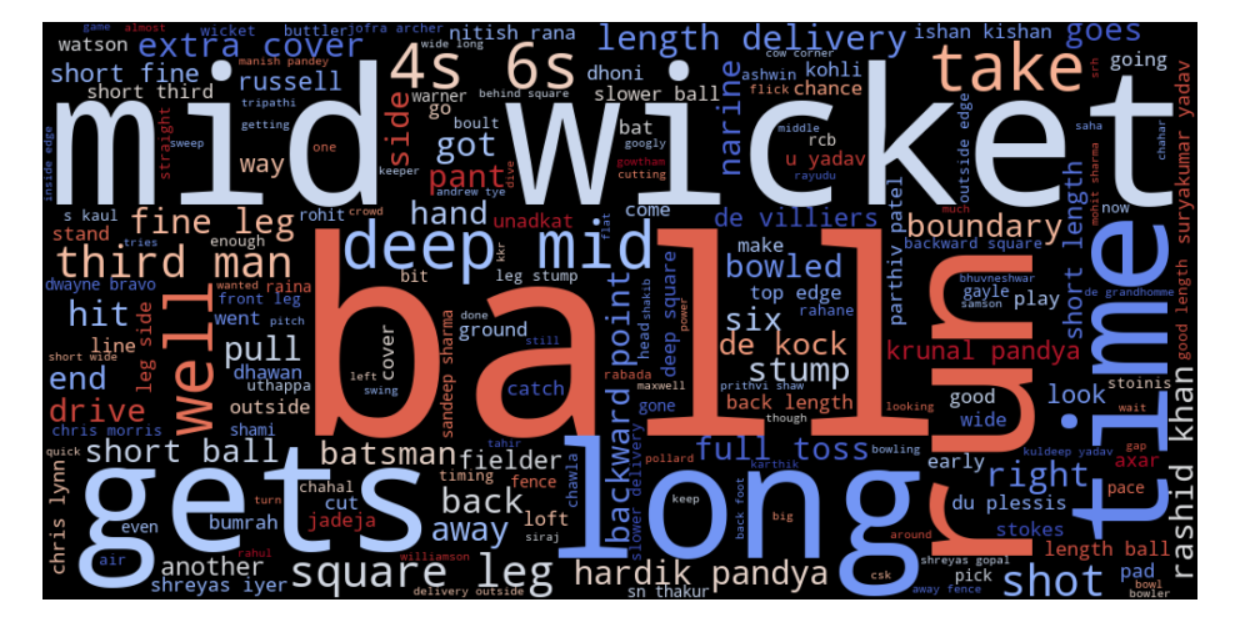 game almost wicket buttler jofra archer nitish rana length delivery ishan kishan goes
watson extra cover wide long cow corner srh going
manish pandey 4s 6s dhoni ashwin kohli take
short fine russell behind square
short third warner slower ball narine flick chance
tripathi go bat
mid wicket
inside edge straight getting side boult googly middle rcb outside edge saha chahar
sweep one way keeper got pant andrew tye dive gowtham cutting rayudu u yadav mohit sharma suryakumar yadav
s kaul fine leg rohit crowd hand unadkat come flat de villiers boundary much now
stand tries enough deep mid kkr make backward square short length
third man bit leg stump bowled parthiv patel bhuvneshwar
dwayne bravo wanted raina top edge gayle play de grandhomme
front leg samson
hit leg side went pitch done ground head shakib deep square power six rahane good length
line well pull cover sandeep sharma still backward point de kock krunal pandya run time
short wide dhawan left rabada stump
end uthappa swing catch maxwell prithvi shaw stoinis
ball
drive outside gone back length looking good look wait
chris morris shami though wide rashid khan
quick short ball batsman fielder tahir full toss bowling kuldeep yadav gap
chris lynn timing fence chawla pollard karthik early right axar
gets long
chahal back slower delivery keep back foot big du plessis pace
turn cut loft
even bumrah jadeja away siraj around stokes
air rahul length ball
another williamson shreyas gopal
square leg hardik pandya csk pick shot pad bowl
shreyas iyer delivery outside sn thakur away fence bowler